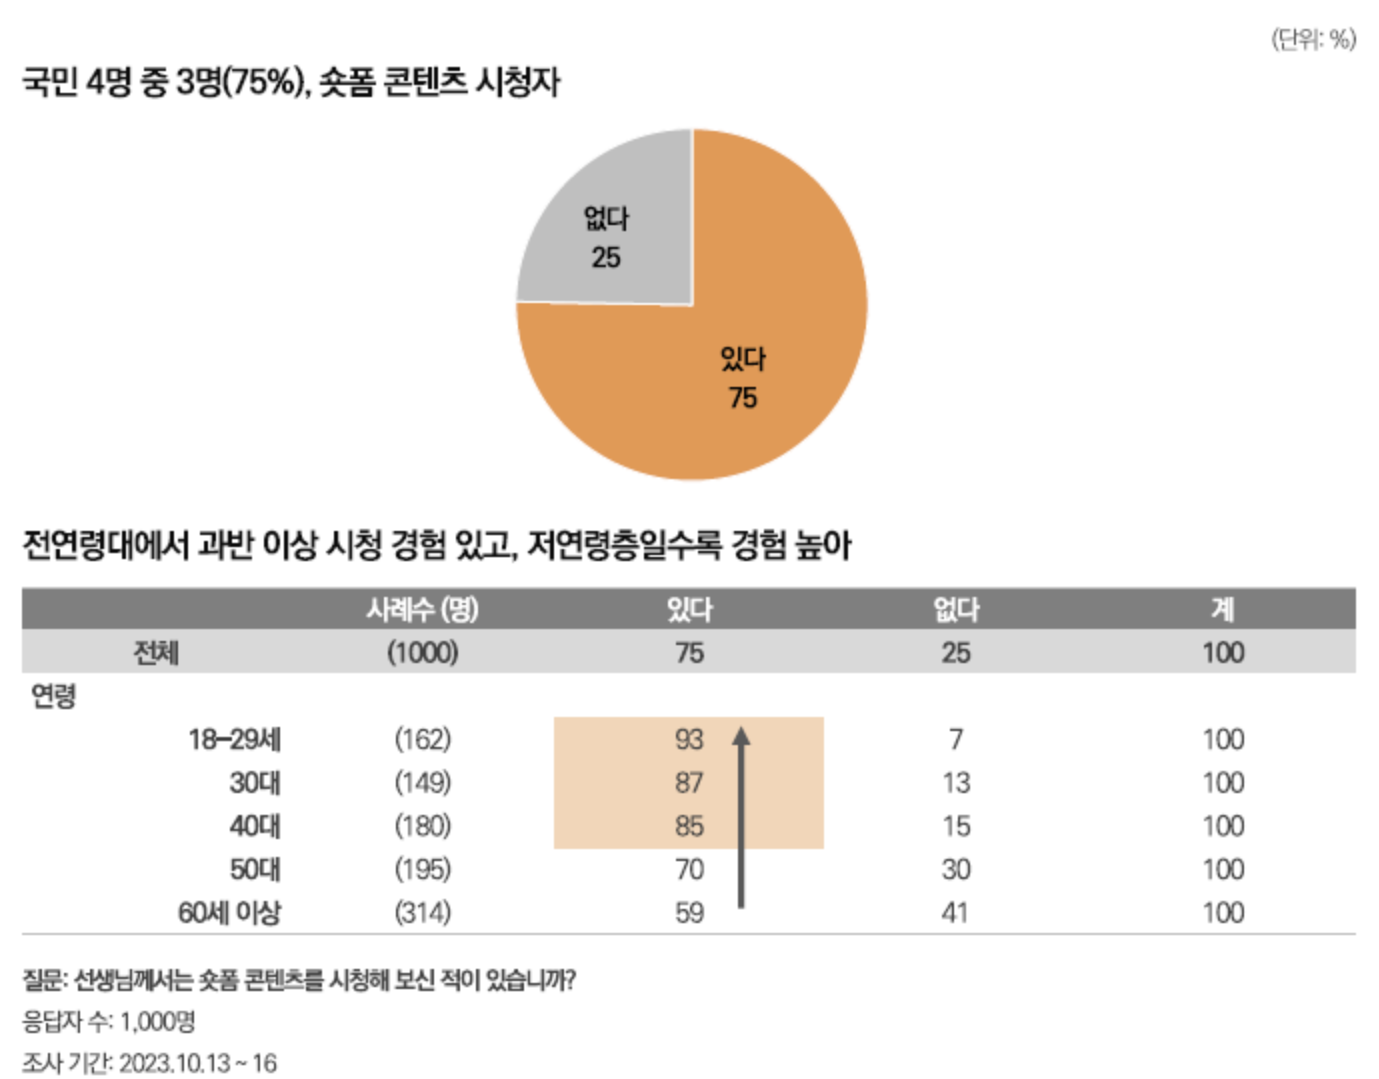 (단위: %)
국민 4명 중 3명(75%), 숏폼 콘텐츠 시청자
없다
25
있다
75
전연령대에서 과반 이상 시청 경험 있고, 저연령층일수록 경험 높아
사례수 (명) 있다 없다 계
전체 (1000) 75 25 100
연령
18–29세 (162) 93 7 100
30대 (149) 87 13 100
40대 (180) 85 15 100
50대 (195) 70 30 100
60세 이상 (314) 59 41 100
질문: 선생님께서는 숏폼 콘텐츠를 시청해 보신 적이 있습니까?
응답자 수: 1,000명
조사 기간: 2023.10.13 ~ 16